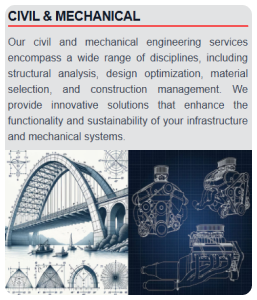 CIVIL & MECHANICAL
Our civil and mechanical engineering services
encompass a wide range of disciplines, including
structural analysis, design optimization, material
selection, and construction management. We
provide innovative solutions that enhance the
functionality and sustainability of your infrastructure
and mechanical systems.